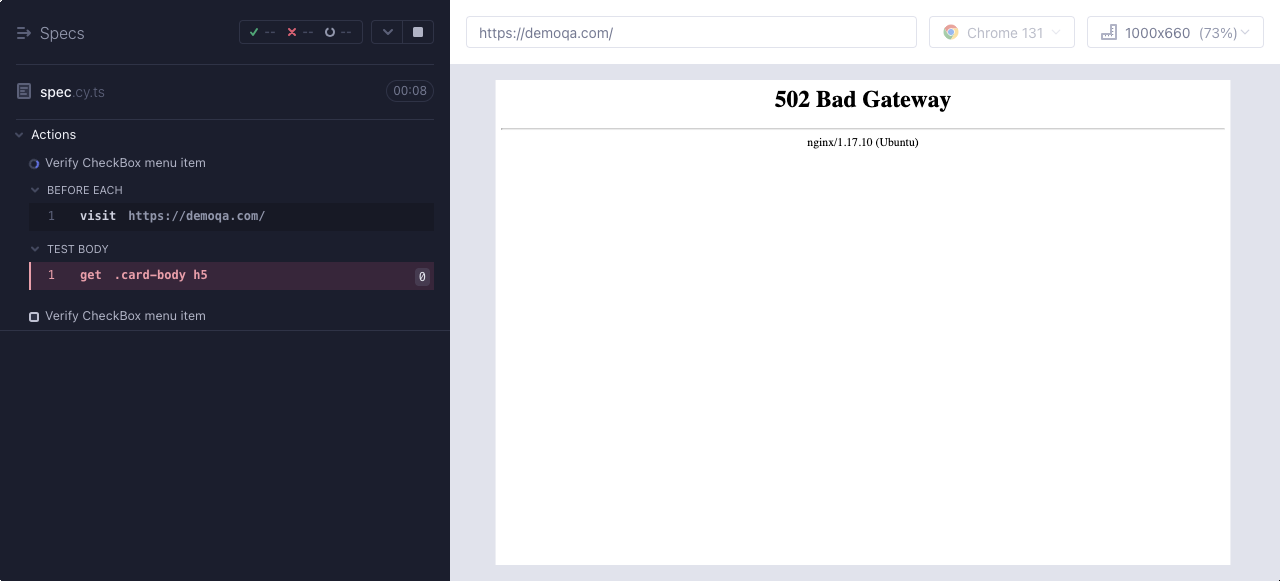 Specs
-- -- --
spec.cy.ts
00:08
Actions
Verify CheckBox menu item
BEFORE EACH
1 visit https://demoqa.com/
TEST BODY
1 get .card-body h5 0
Verify CheckBox menu item
https://demoqa.com/
Chrome 131
1000x660 (73%)
502 Bad Gateway
nginx/1.17.10 (Ubuntu)